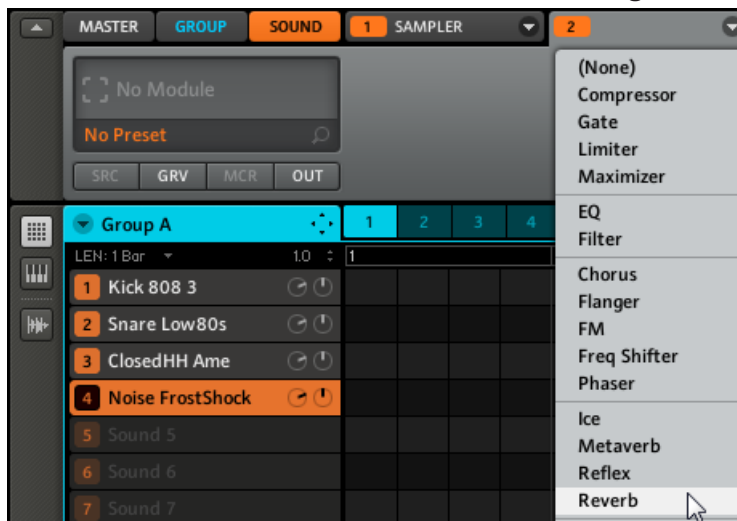 MASTER GROUP SOUND 1 SAMPLER 2
No Module
No Preset
SRC GRV MCR OUT
(None)
Compressor
Gate
Limiter
Maximizer
EQ
Filter
Chorus
Flanger
FM
Freq Shifter
Phaser
Ice
Metaverb
Reflex
Reverb
Group A 1 2 3 4
LEN: 1 Bar 1.0 1
1 Kick 808 3
2 Snare Low80s
3 ClosedHH Ame
4 Noise FrostShock
5 Sound 5
6 Sound 6
7 Sound 7